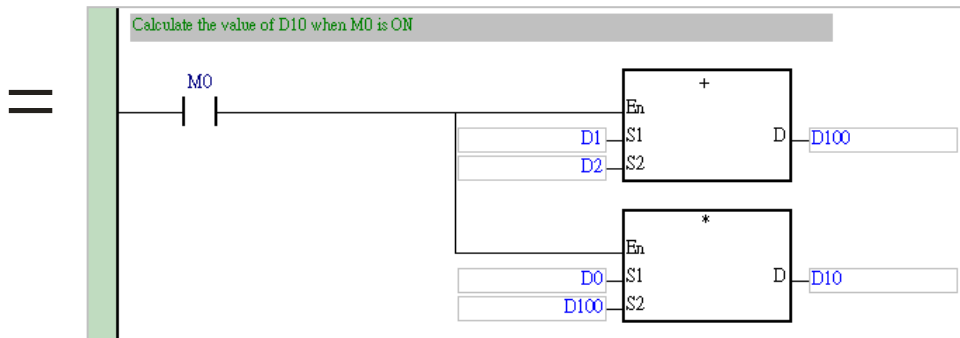 Calculate the value of D10 when M0 is ON
=
M0
+
En
D1 S1 D D100
D2 S2
*
En
D0 S1 D D10
D100 S2